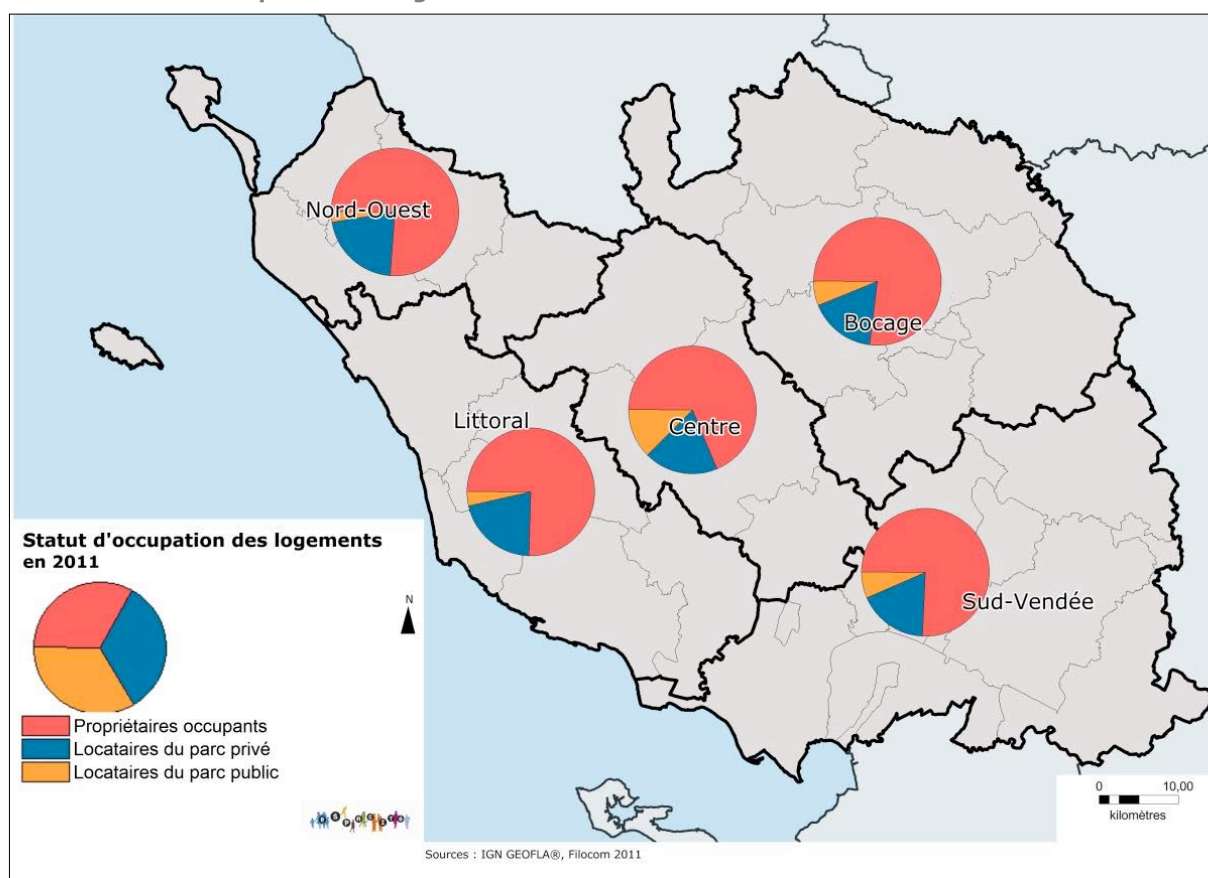 Nord-Ouest
Bocage
Centre
Littoral
Sud-Vendée
Statut d'occupation des logements
en 2011
N
Propriétaires occupants
Locataires du parc privé
Locataires du parc public
0 10,00
kilomètres
Sources : IGN GEOFLA®, Filocom 2011